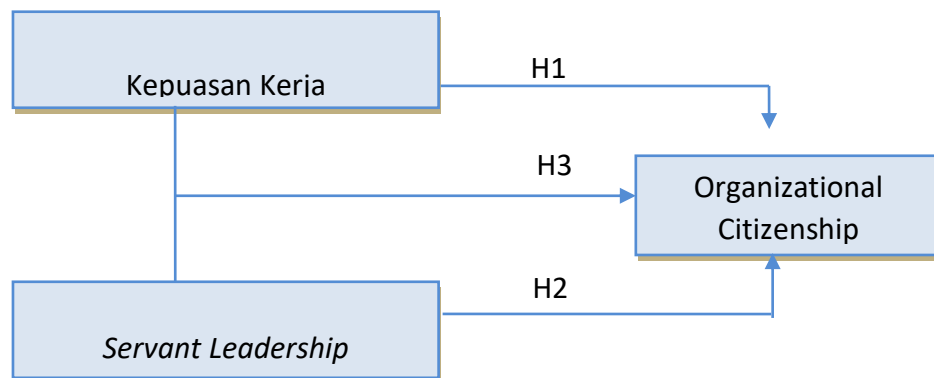 Kepuasan Kerja
H1
H3
Organizational
Citizenship
H2
Servant Leadership